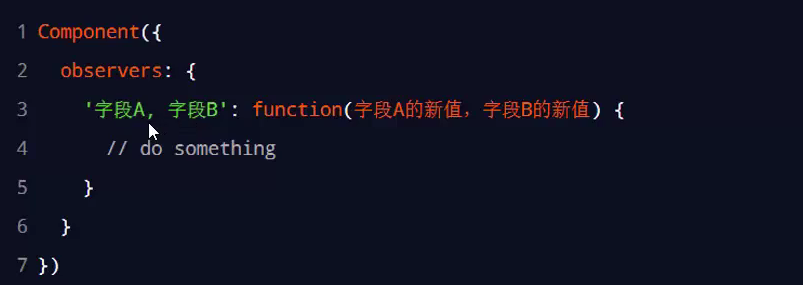 1 Component({
2   observers: {
3     '字段A, 字段B': function(字段A的新值，字段B的新值) {
4       // do something
5     }
6   }
7 })